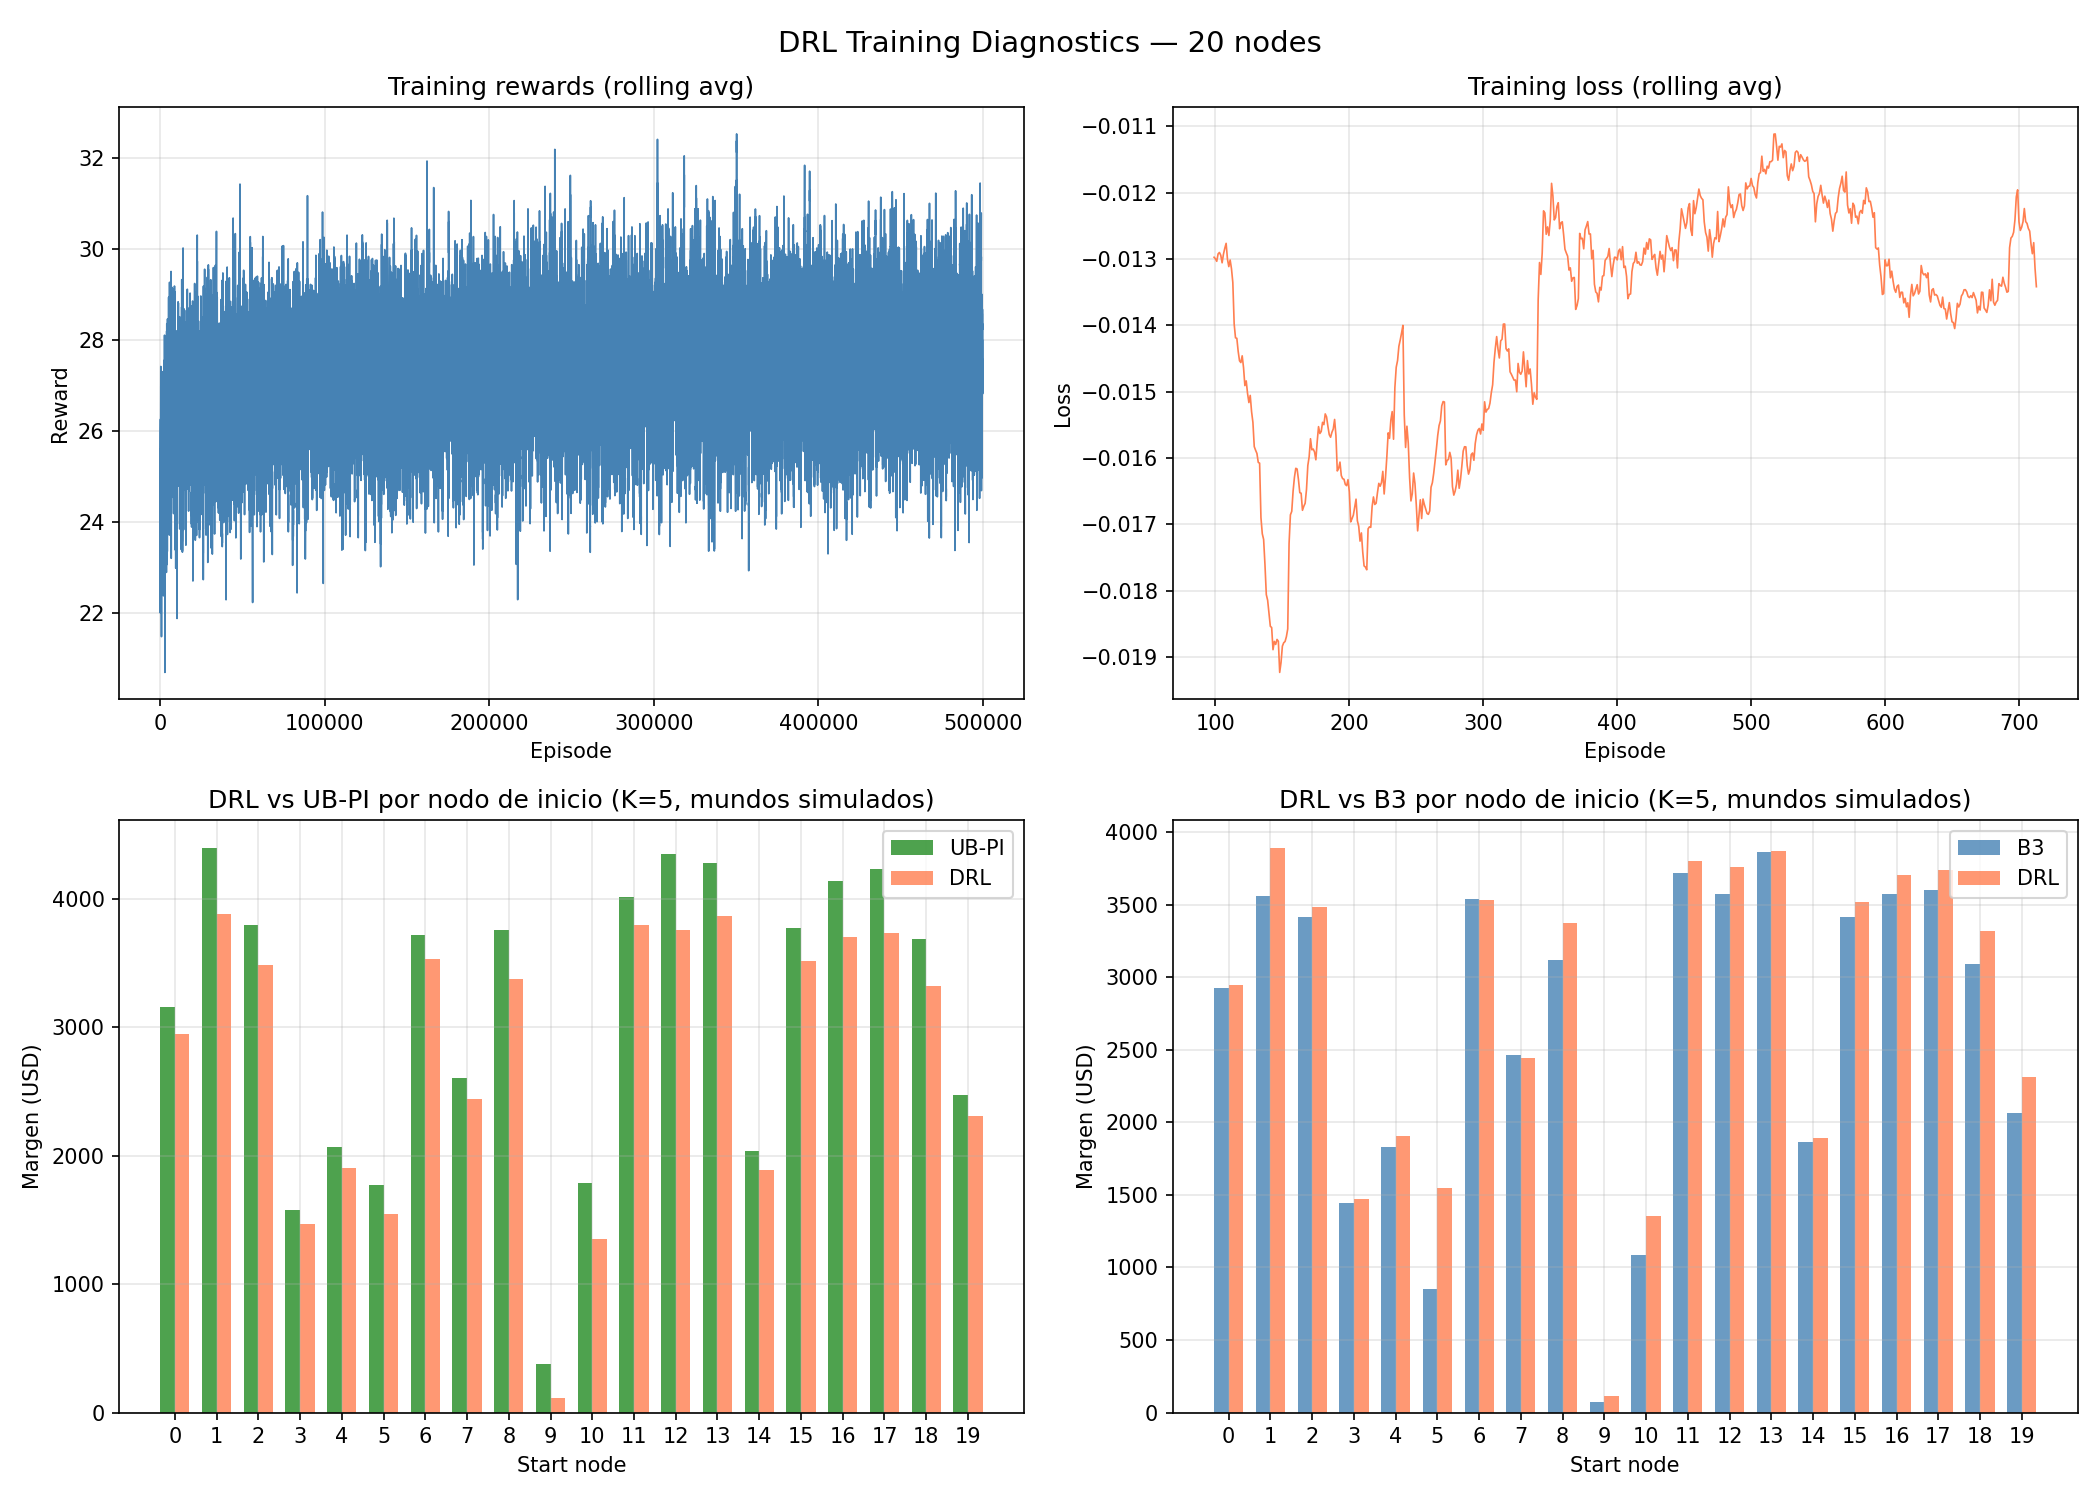 DRL Training Diagnostics — 20 nodes
Training rewards (rolling avg)
32
30
28
26
24
22
Reward
0 100000 200000 300000 400000 500000
Episode
Training loss (rolling avg)
−0.011
−0.012
−0.013
−0.014
−0.015
−0.016
−0.017
−0.018
−0.019
Loss
100 200 300 400 500 600 700
Episode
DRL vs UB-PI por nodo de inicio (K=5, mundos simulados)
UB-PI
DRL
4000
3000
2000
1000
0
Margen (USD)
0 1 2 3 4 5 6 7 8 9 10 11 12 13 14 15 16 17 18 19
Start node
DRL vs B3 por nodo de inicio (K=5, mundos simulados)
B3
DRL
4000
3500
3000
2500
2000
1500
1000
500
0
Margen (USD)
0 1 2 3 4 5 6 7 8 9 10 11 12 13 14 15 16 17 18 19
Start node